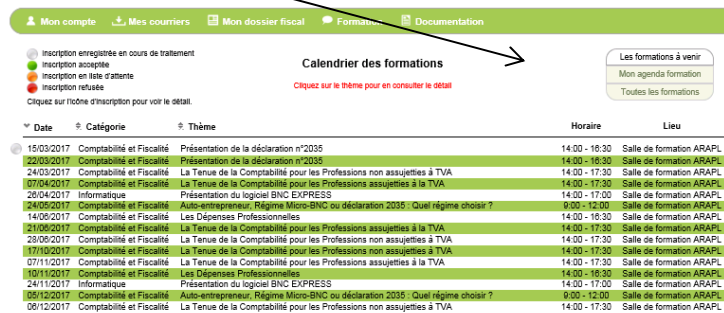 Mon compte Mes courriers Mon dossier fiscal Formation Documentation
Inscription enregistrée en cours de traitement
Inscription acceptée
Inscription en liste d'attente
Inscription refusée
Cliquez sur l'icône d'inscription pour voir le détail.
Calendrier des formations
Cliquez sur le thème pour en consulter le détail
Les formations à venir
Mon agenda formation
Toutes les formations
Date Catégorie Thème Horaire Lieu
15/03/2017 Comptabilité et Fiscalité Présentation de la déclaration n°2035 14:00 - 16:30 Salle de formation ARAPL
22/03/2017 Comptabilité et Fiscalité Présentation de la déclaration n°2035 14:00 - 16:30 Salle de formation ARAPL
24/03/2017 Comptabilité et Fiscalité La Tenue de la Comptabilité pour les Professions non assujetties à TVA 14:00 - 17:30 Salle de formation ARAPL
07/04/2017 Comptabilité et Fiscalité La Tenue de la Comptabilité pour les Professions assujetties à la TVA 14:00 - 17:30 Salle de formation ARAPL
26/04/2017 Informatique Présentation du logiciel BNC EXPRESS 14:00 - 17:00 Salle de formation ARAPL
24/05/2017 Comptabilité et Fiscalité Auto-entrepreneur, Régime Micro-BNC ou déclaration 2035 : Quel régime choisir ? 9:00 - 12:00 Salle de formation ARAPL
14/06/2017 Comptabilité et Fiscalité Les Dépenses Professionnelles 14:00 - 16:30 Salle de formation ARAPL
21/06/2017 Comptabilité et Fiscalité La Tenue de la Comptabilité pour les Professions assujetties à la TVA 14:00 - 17:30 Salle de formation ARAPL
28/06/2017 Comptabilité et Fiscalité La Tenue de la Comptabilité pour les Professions non assujetties à TVA 14:00 - 17:30 Salle de formation ARAPL
17/10/2017 Comptabilité et Fiscalité La Tenue de la Comptabilité pour les Professions assujetties à la TVA 14:00 - 17:30 Salle de formation ARAPL
07/11/2017 Comptabilité et Fiscalité La Tenue de la Comptabilité pour les Professions non assujetties à la TVA 14:00 - 17:30 Salle de formation ARAPL
10/11/2017 Comptabilité et Fiscalité Les Dépenses Professionnelles 14:00 - 16:30 Salle de formation ARAPL
24/11/2017 Informatique Présentation du logiciel BNC EXPRESS 14:00 - 17:00 Salle de formation ARAPL
05/12/2017 Comptabilité et Fiscalité Auto-entrepreneur, Régime Micro-BNC ou déclaration 2035 : Quel régime choisir ? 9:00 - 12:00 Salle de formation ARAPL
06/12/2017 Comptabilité et Fiscalité La Tenue de la Comptabilité pour les Professions non assujetties à TVA 14:00 - 17:30 Salle de formation ARAPL